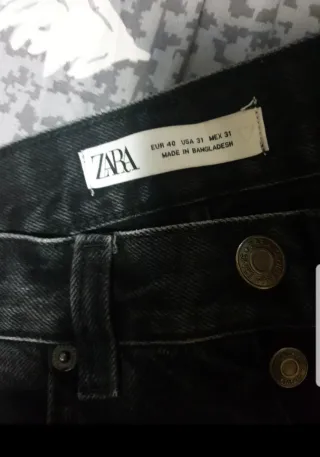 ZARA
EUR 40 USA 31 MEX 31
MADE IN BANGLADESH